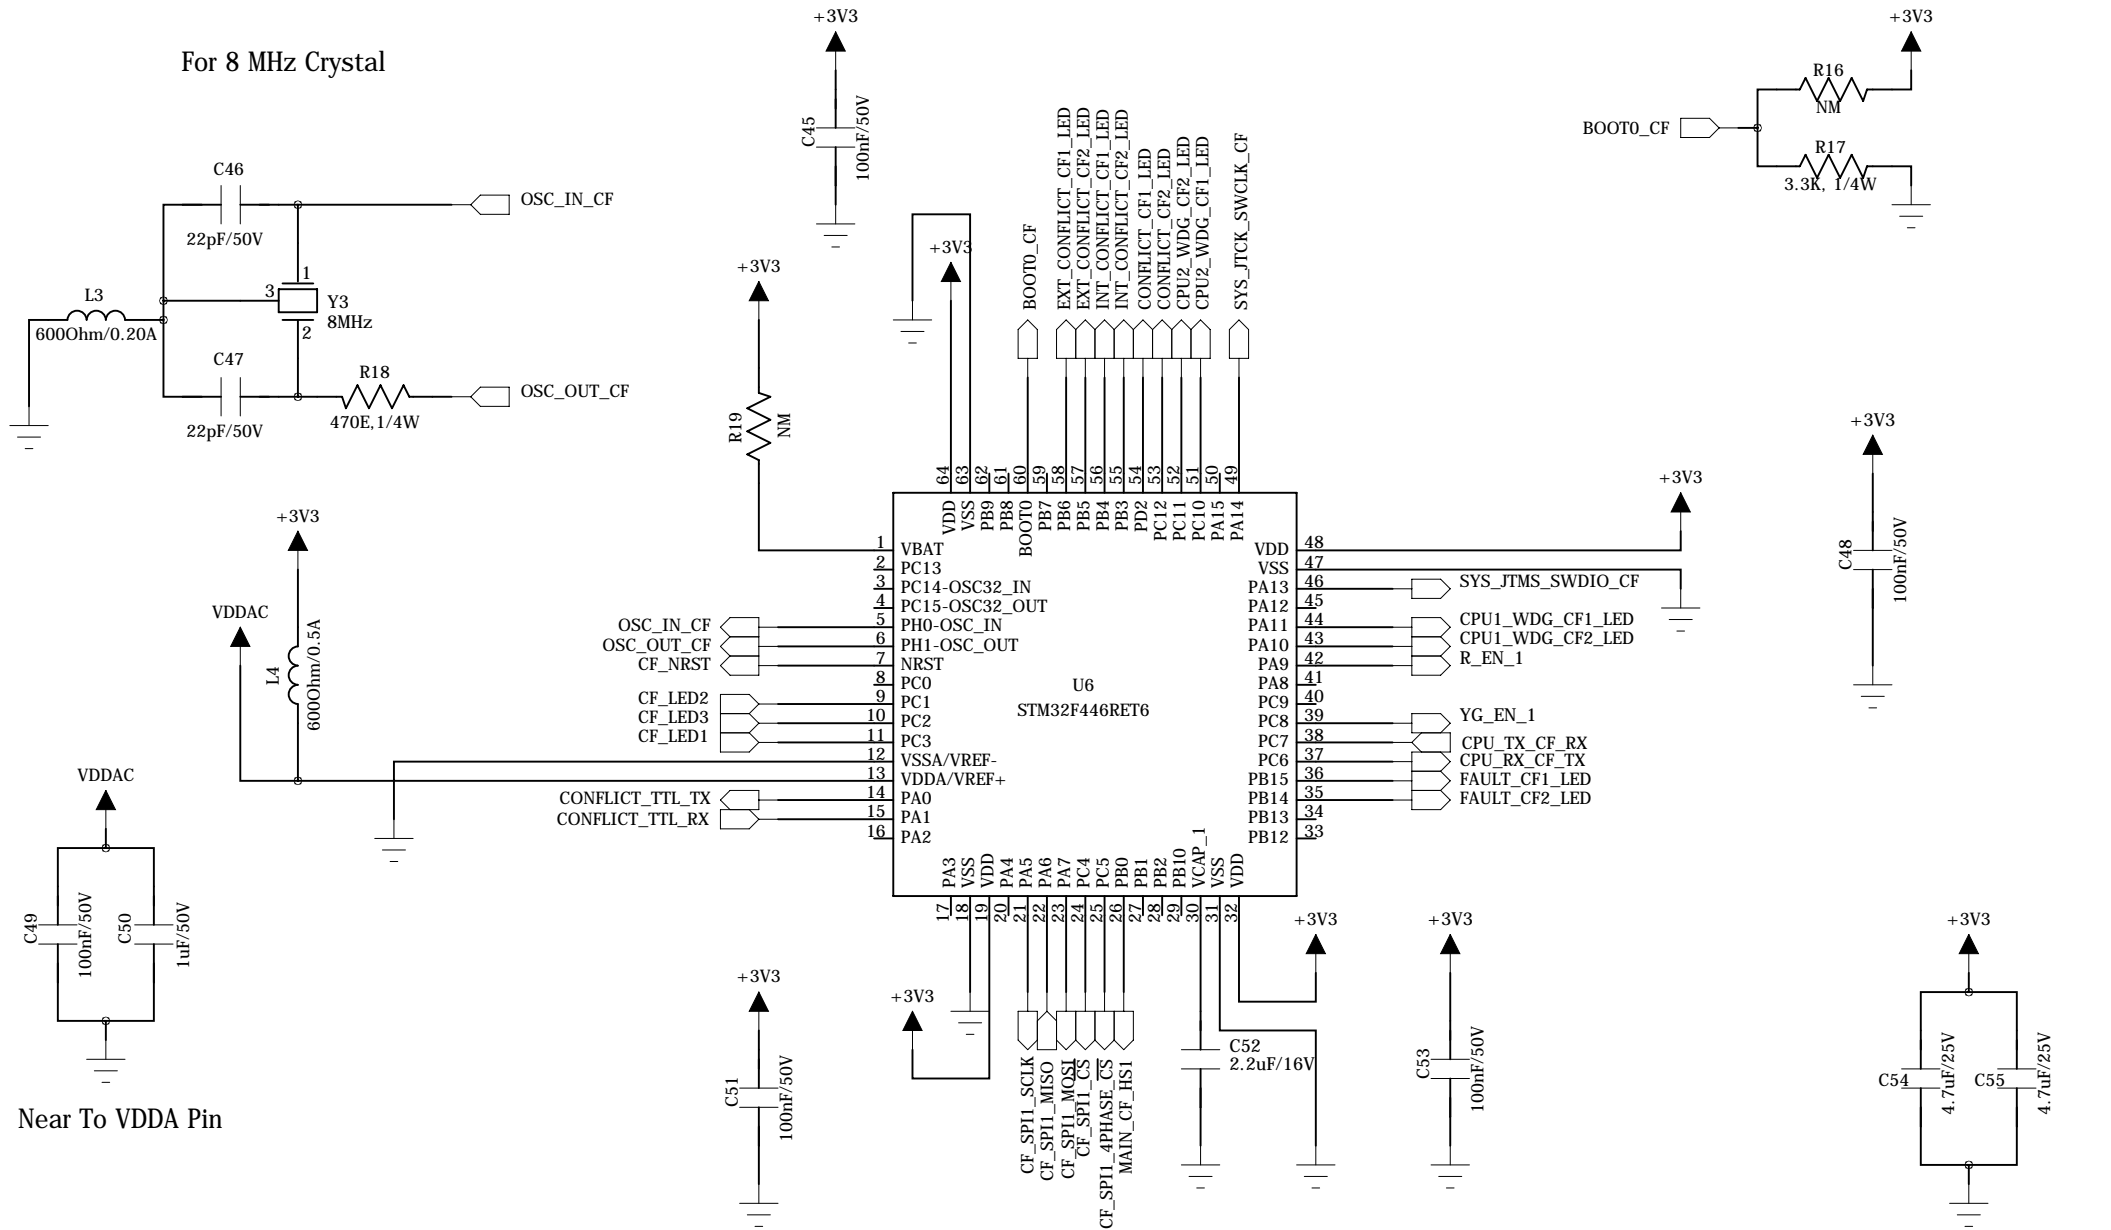 For 8 MHz Crystal
+3V3
C45
100nF/50V
+3V3
R16
NM
BOOT0_CF
R17
3.3K, 1/4W
C46
22pF/50V
OSC_IN_CF
1
3
2
Y3
8MHz
L3
600Ohm/0.20A
C47
22pF/50V
R18
470E,1/4W
OSC_OUT_CF
+3V3
R19
NM
+3V3
BOOT0_CF
EXT_CONFLICT_CF1_LED
EXT_CONFLICT_CF2_LED
INT_CONFLICT_CF1_LED
INT_CONFLICT_CF2_LED
CONFLICT_CF1_LED
CONFLICT_CF2_LED
CPU2_WDG_CF2_LED
CPU2_WDG_CF1_LED
SYS_JTCK_SWCLK_CF
64 VDD
63 VSS
62 PB9
61 PB8
60 BOOT0
59 PB7
58 PB6
57 PB5
56 PB4
55 PB3
54 PD2
53 PC12
52 PC11
51 PC10
50 PA15
49 PA14
+3V3
C48
100nF/50V
+3V3
+3V3
L4
600Ohm/0.5A
VDDAC
1 VBAT
2 PC13
3 PC14-OSC32_IN
4 PC15-OSC32_OUT
OSC_IN_CF 5 PH0-OSC_IN
OSC_OUT_CF 6 PH1-OSC_OUT
CF_NRST 7 NRST
8 PC0
CF_LED2 9 PC1
CF_LED3 10 PC2
CF_LED1 11 PC3
12 VSSA/VREF-
13 VDDA/VREF+
CONFLICT_TTL_TX 14 PA0
CONFLICT_TTL_RX 15 PA1
16 PA2
U6
STM32F446RET6
VDD 48
VSS 47
PA13 46 SYS_JTMS_SWDIO_CF
PA12 45
PA11 44 CPU1_WDG_CF1_LED
PA10 43 CPU1_WDG_CF2_LED
PA9 42 R_EN_1
PA8 41
PC9 40
PC8 39 YG_EN_1
PC7 38 CPU_TX_CF_RX
PC6 37 CPU_RX_CF_TX
PB15 36 FAULT_CF1_LED
PB14 35 FAULT_CF2_LED
PB13 34
PB12 33
PA3 17
VSS 18
VDD 19
PA4 20
PA5 21
PA6 22
PA7 23
PC4 24
PC5 25
PB0 26
PB1 27
PB2 28
PB10 29
VCAP_1 30
VSS 31
VDD 32
VDDAC
C49
100nF/50V
C50
1uF/50V
Near To VDDA Pin
+3V3
C51
100nF/50V
+3V3
CF_SPI1_SCLK
CF_SPI1_MISO
CF_SPI1_MOSI
CF_SPI1_CS
CF_SPI1_4PHASE_CS
MAIN_CF_HS1
C52
2.2uF/16V
+3V3
+3V3
C53
100nF/50V
+3V3
C54
4.7uF/25V
C55
4.7uF/25V